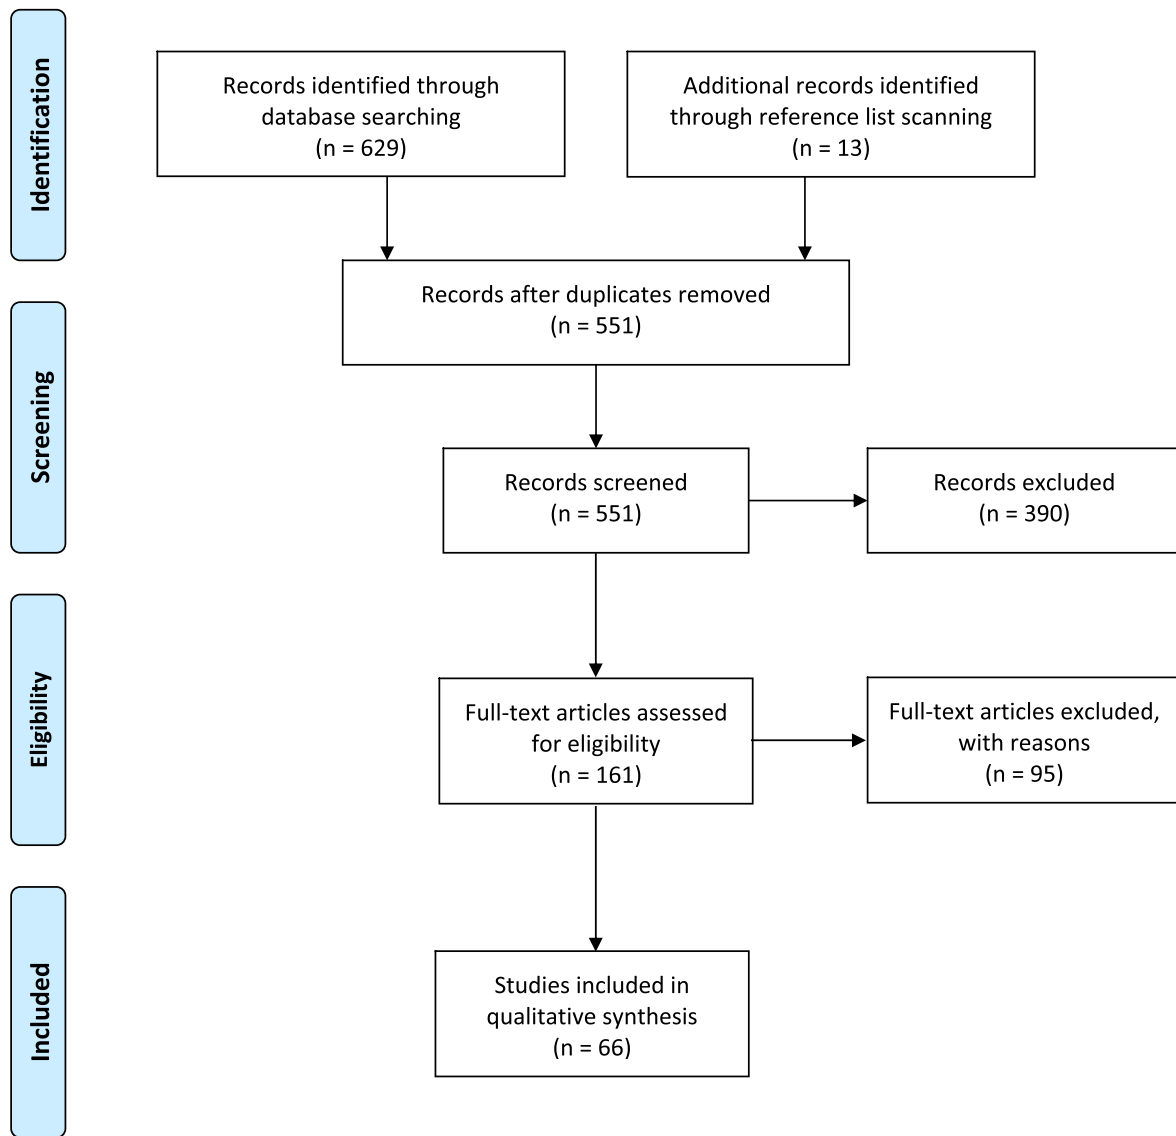 Identification
Records identified through
database searching
(n = 629)
Additional records identified
through reference list scanning
(n = 13)
Records after duplicates removed
(n = 551)
Screening
Records screened
(n = 551)
Records excluded
(n = 390)
Eligibility
Full-text articles assessed
for eligibility
(n = 161)
Full-text articles excluded,
with reasons
(n = 95)
Included
Studies included in
qualitative synthesis
(n = 66)